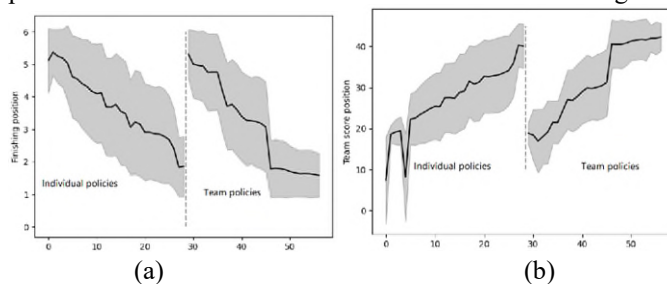 6
5
4
3
2
1
0
Finishing position
Individual policies
Team policies
0 10 20 30 40 50
(a)
40
30
20
10
0
Team score position
Individual policies
Team policies
0 10 20 30 40 50
(b)